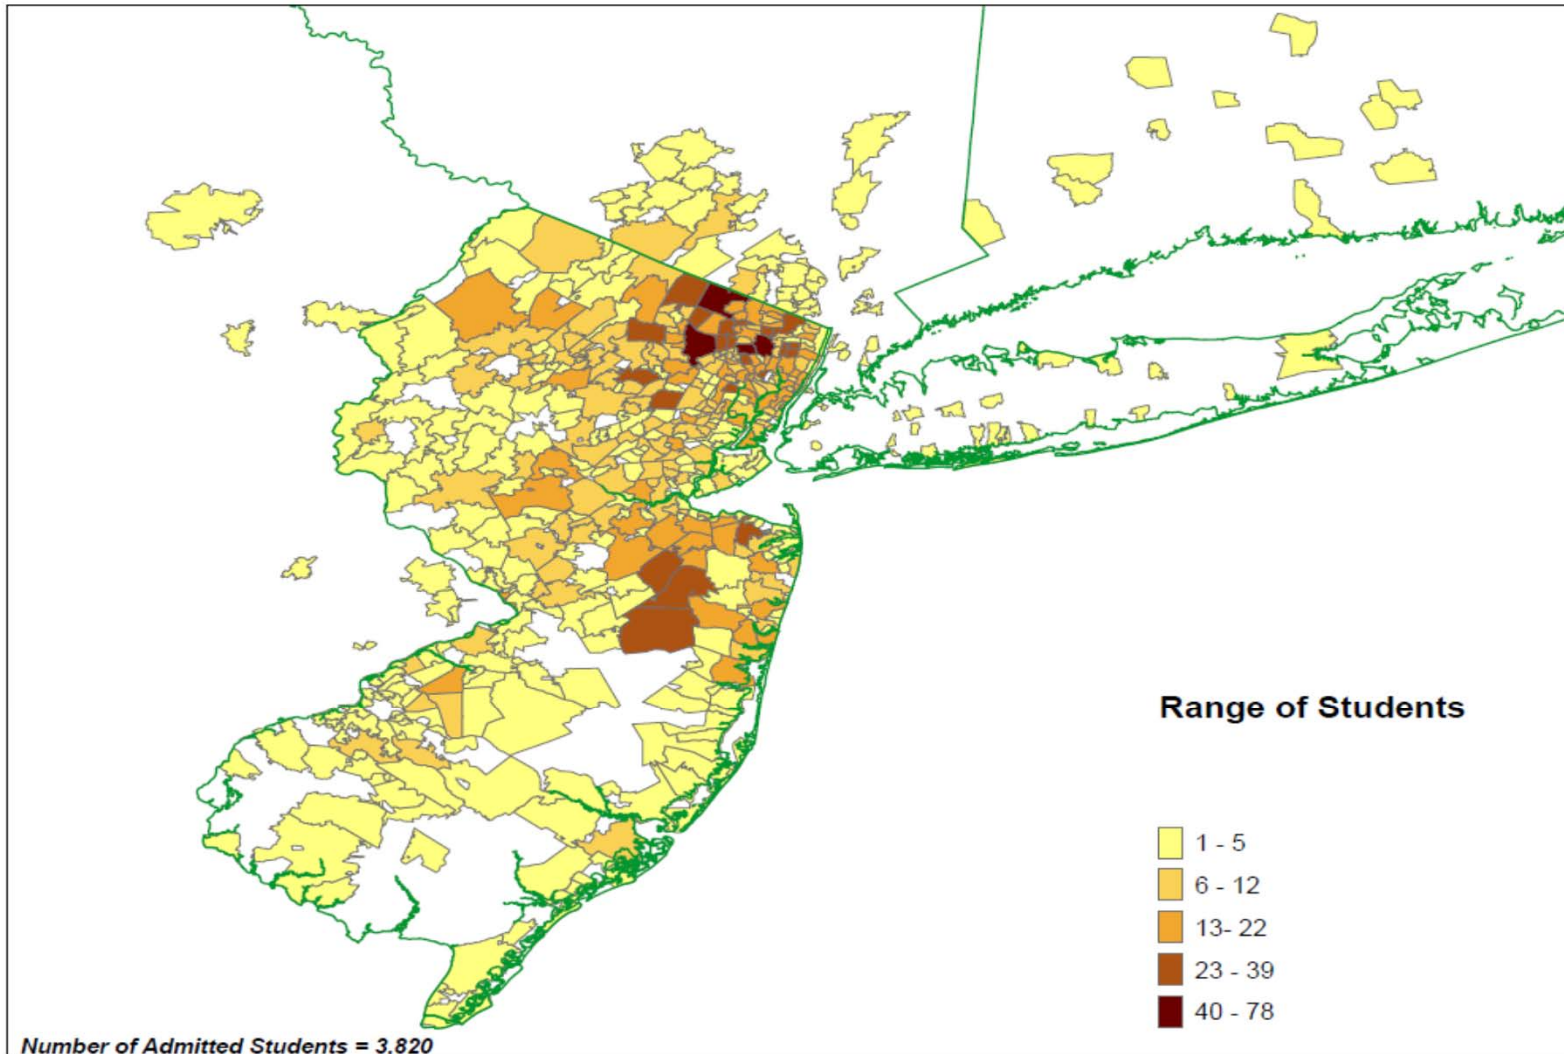 Range of Students
1 - 5
6 - 12
13- 22
23 - 39
40 - 78
Number of Admitted Students = 3,820